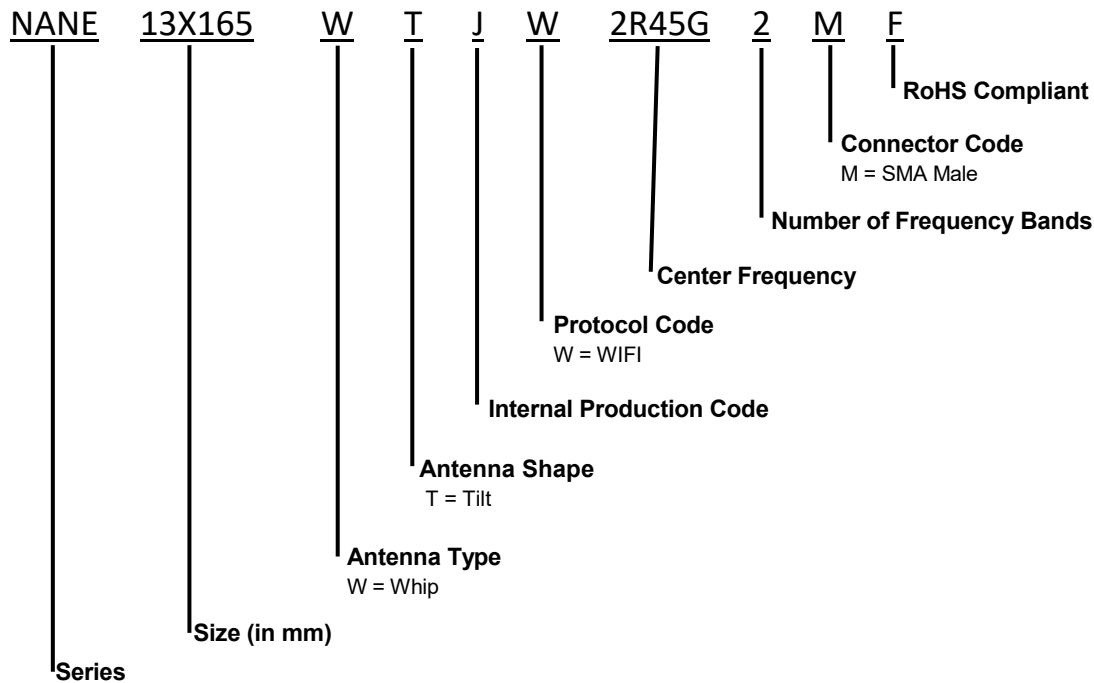 NANE 13X165 W T J W 2R45G 2 M F
RoHS Compliant
Connector Code
M = SMA Male
Number of Frequency Bands
Center Frequency
Protocol Code
W = WIFI
Internal Production Code
Antenna Shape
T = Tilt
Antenna Type
W = Whip
Size (in mm)
Series